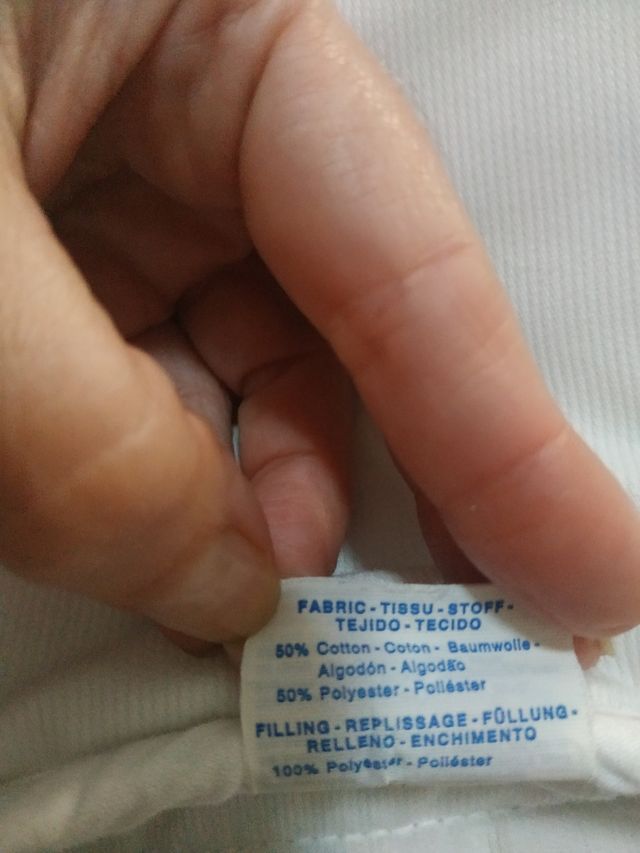 FABRIC - TISSU - STOFF -
TEJIDO - TECIDO
50% Cotton - Coton - Baumwolle -
Algodón - Algodão
50% Polyester - Poliéster
FILLING - REPLISSAGE - FÜLLUNG -
RELLENO - ENCHIMENTO
100% Polyester - Poliéster